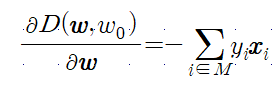 ∂D(w,w₀)/∂w = − ∑_{i∈M} yᵢxᵢ